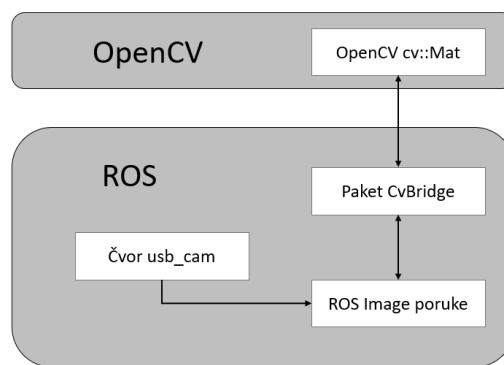 OpenCV
OpenCV cv::Mat
ROS
Paket CvBridge
Čvor usb_cam
ROS Image poruke